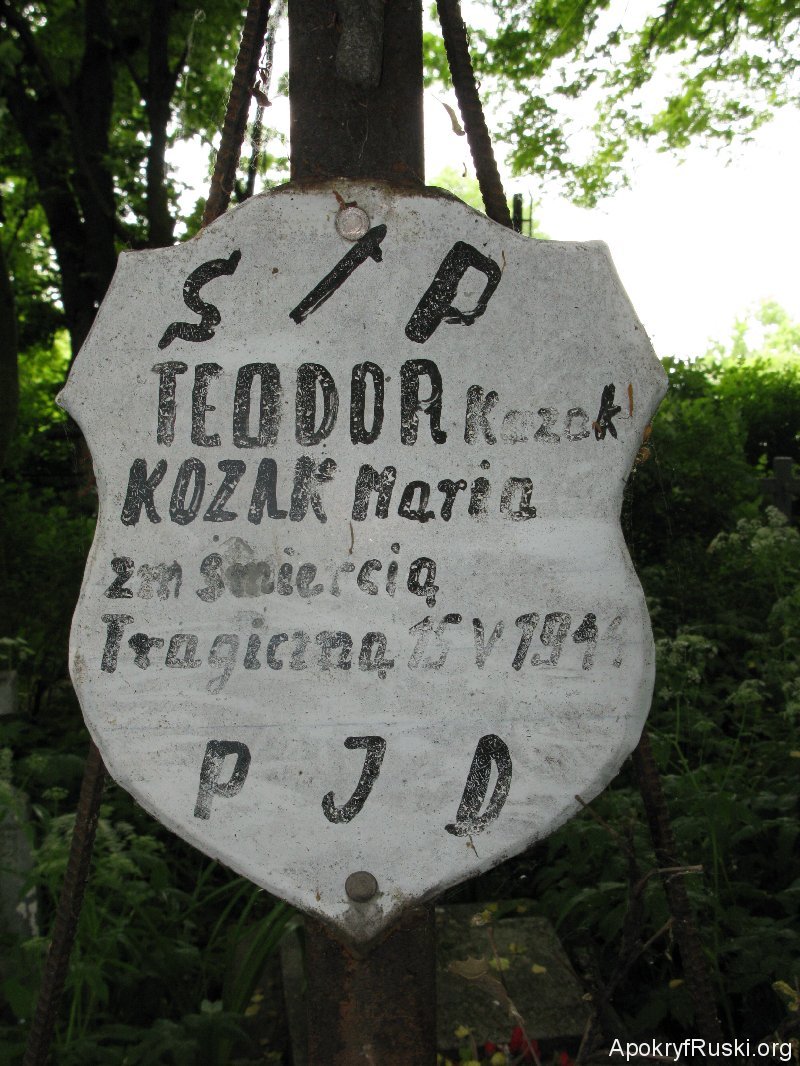 Ś † P
TEODOR Kozak
KOZAK Maria
zm śmiercią
Tragiczną 15 V 1944
P J D
ApokryfRuski.org